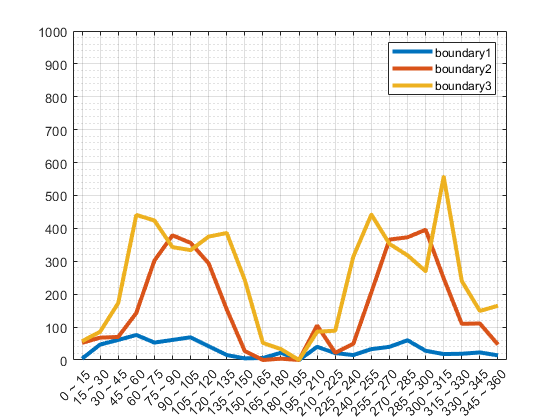 1000
900
800
700
600
500
400
300
200
100
0
boundary1
boundary2
boundary3
0 ~ 15
15 ~ 30
30 ~ 45
45 ~ 60
60 ~ 75
75 ~ 90
90 ~ 105
105 ~ 120
120 ~ 135
135 ~ 150
150 ~ 165
165 ~ 180
180 ~ 195
195 ~ 210
210 ~ 225
225 ~ 240
240 ~ 255
255 ~ 270
270 ~ 285
285 ~ 300
300 ~ 315
315 ~ 330
330 ~ 345
345 ~ 360